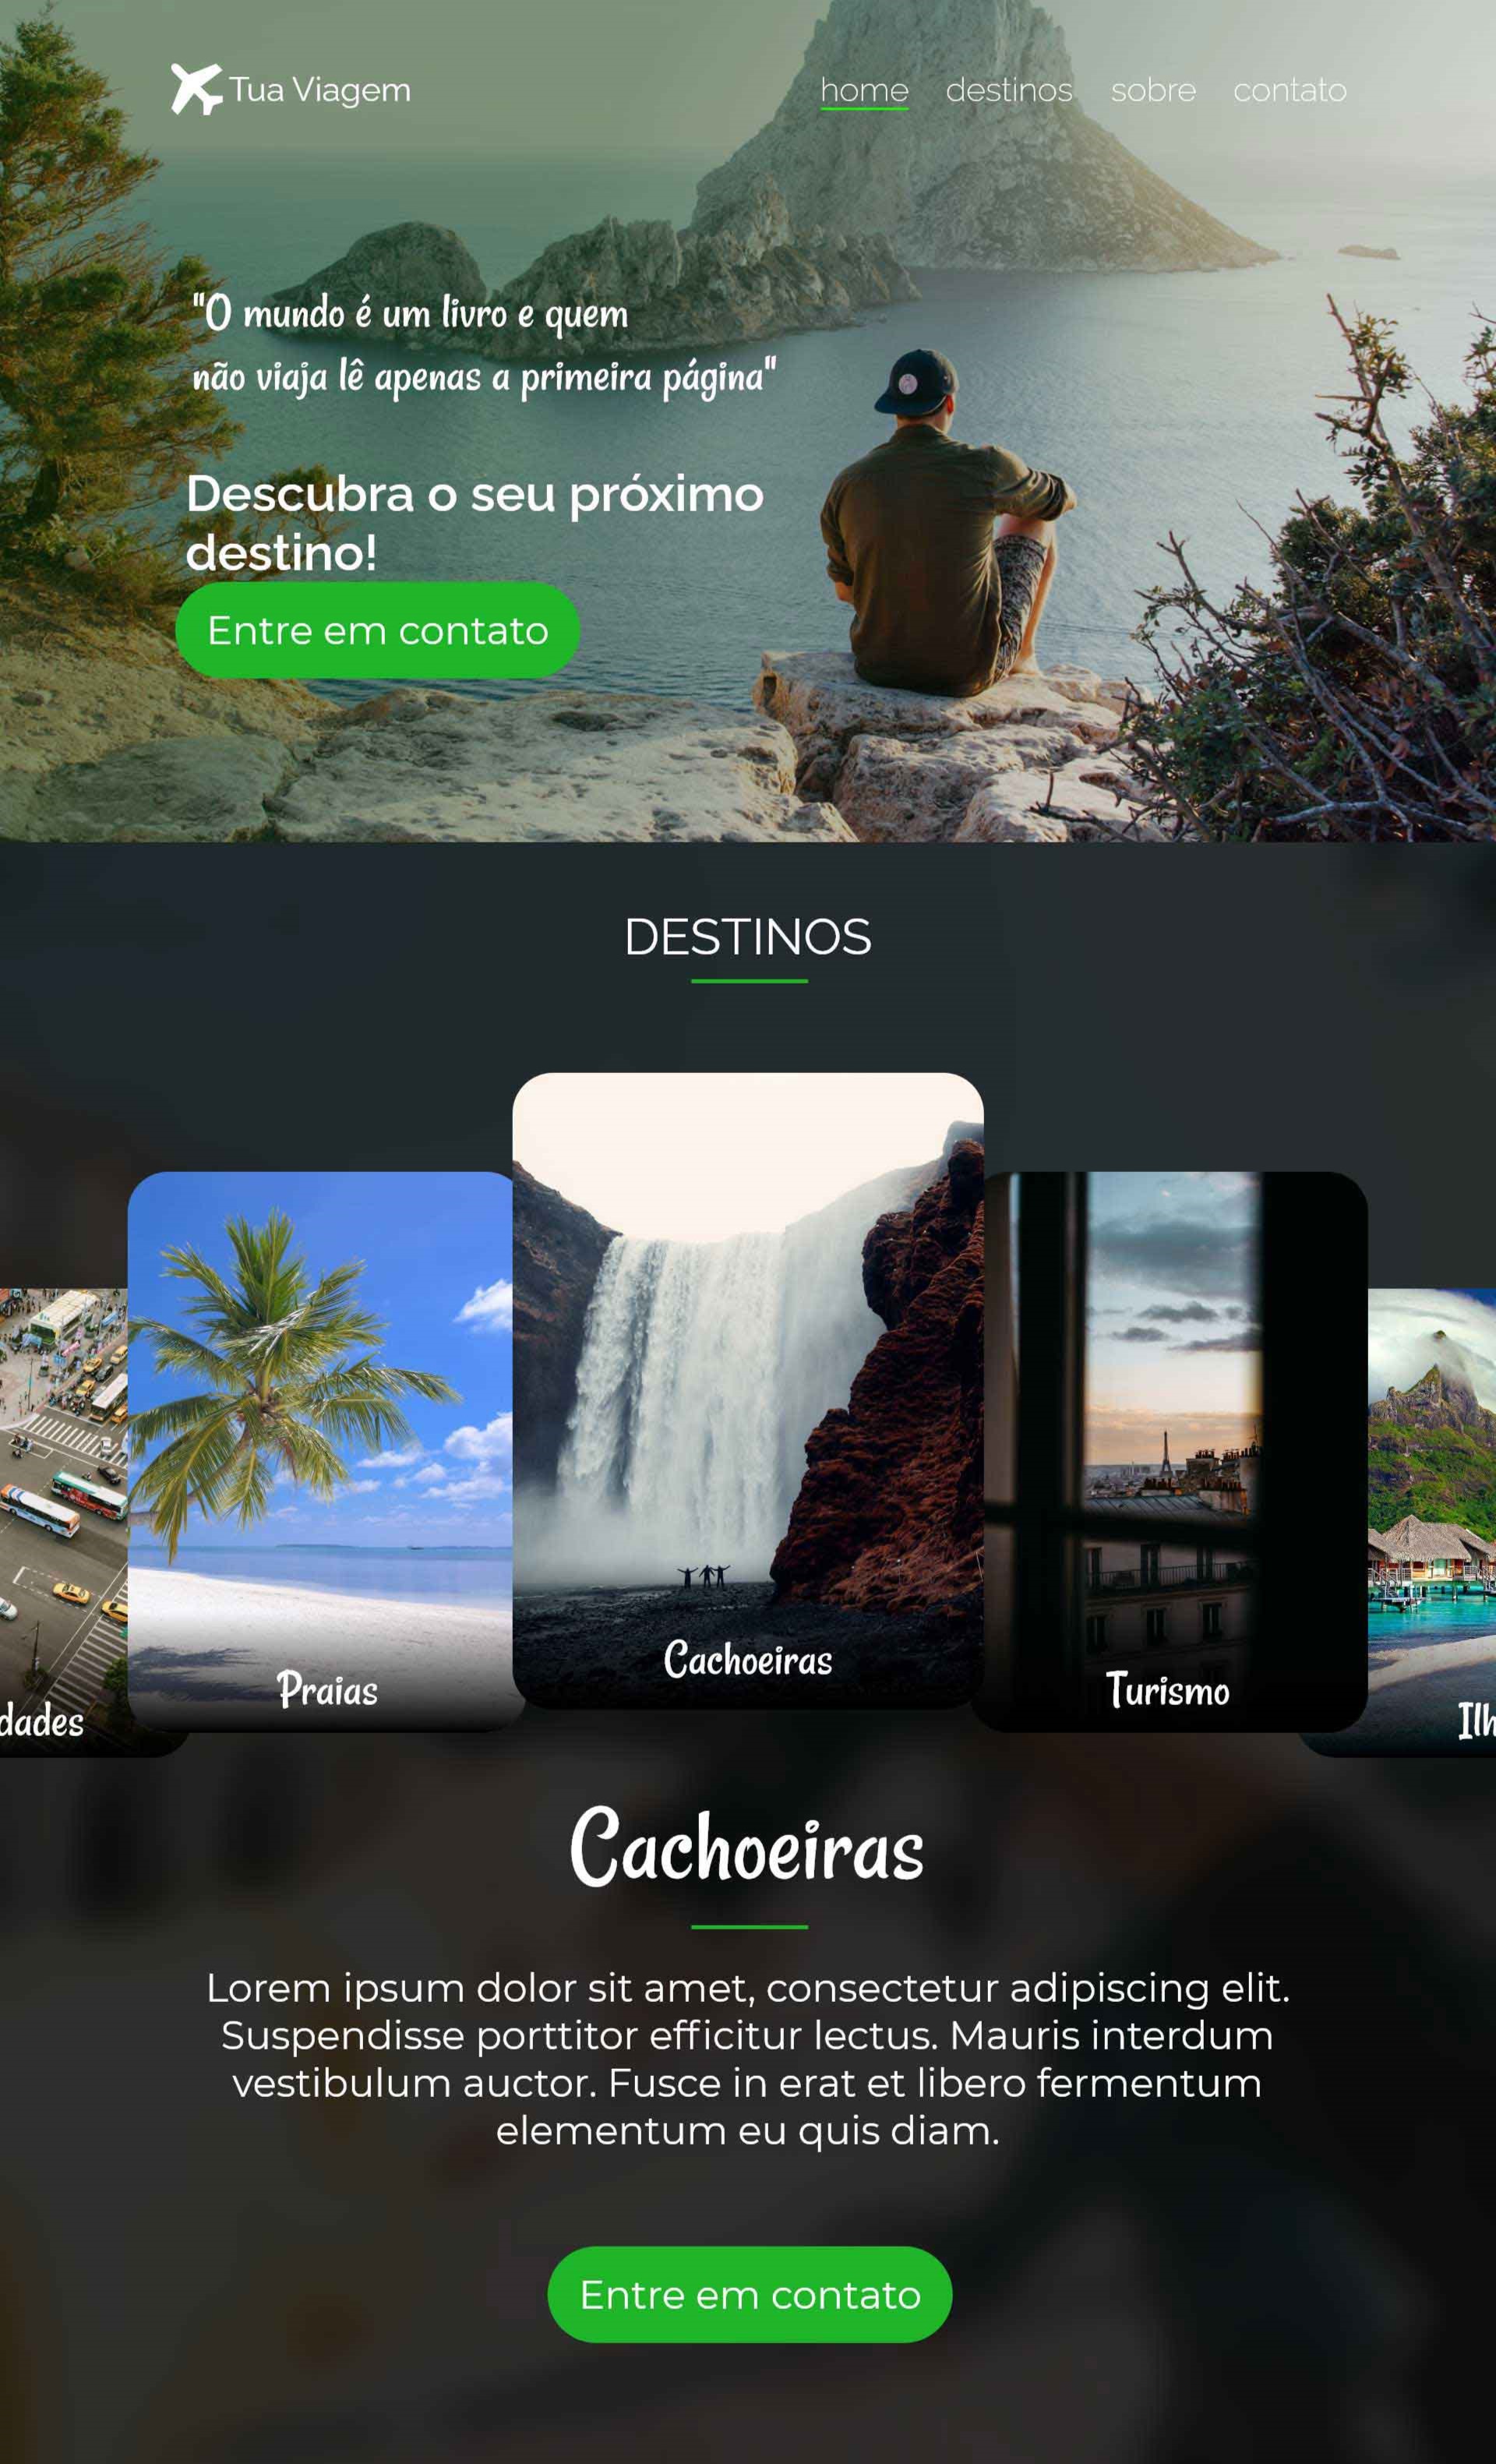 Tua Viagem
home destinos sobre contato
"O mundo é um livro e quem
não viaja lê apenas a primeira página"
Descubra o seu próximo
destino!
Entre em contato
DESTINOS
dades
Praias
Cachoeiras
Turismo
Ilh
Cachoeiras
Lorem ipsum dolor sit amet, consectetur adipiscing elit.
Suspendisse porttitor efficitur lectus. Mauris interdum
vestibulum auctor. Fusce in erat et libero fermentum
elementum eu quis diam.
Entre em contato